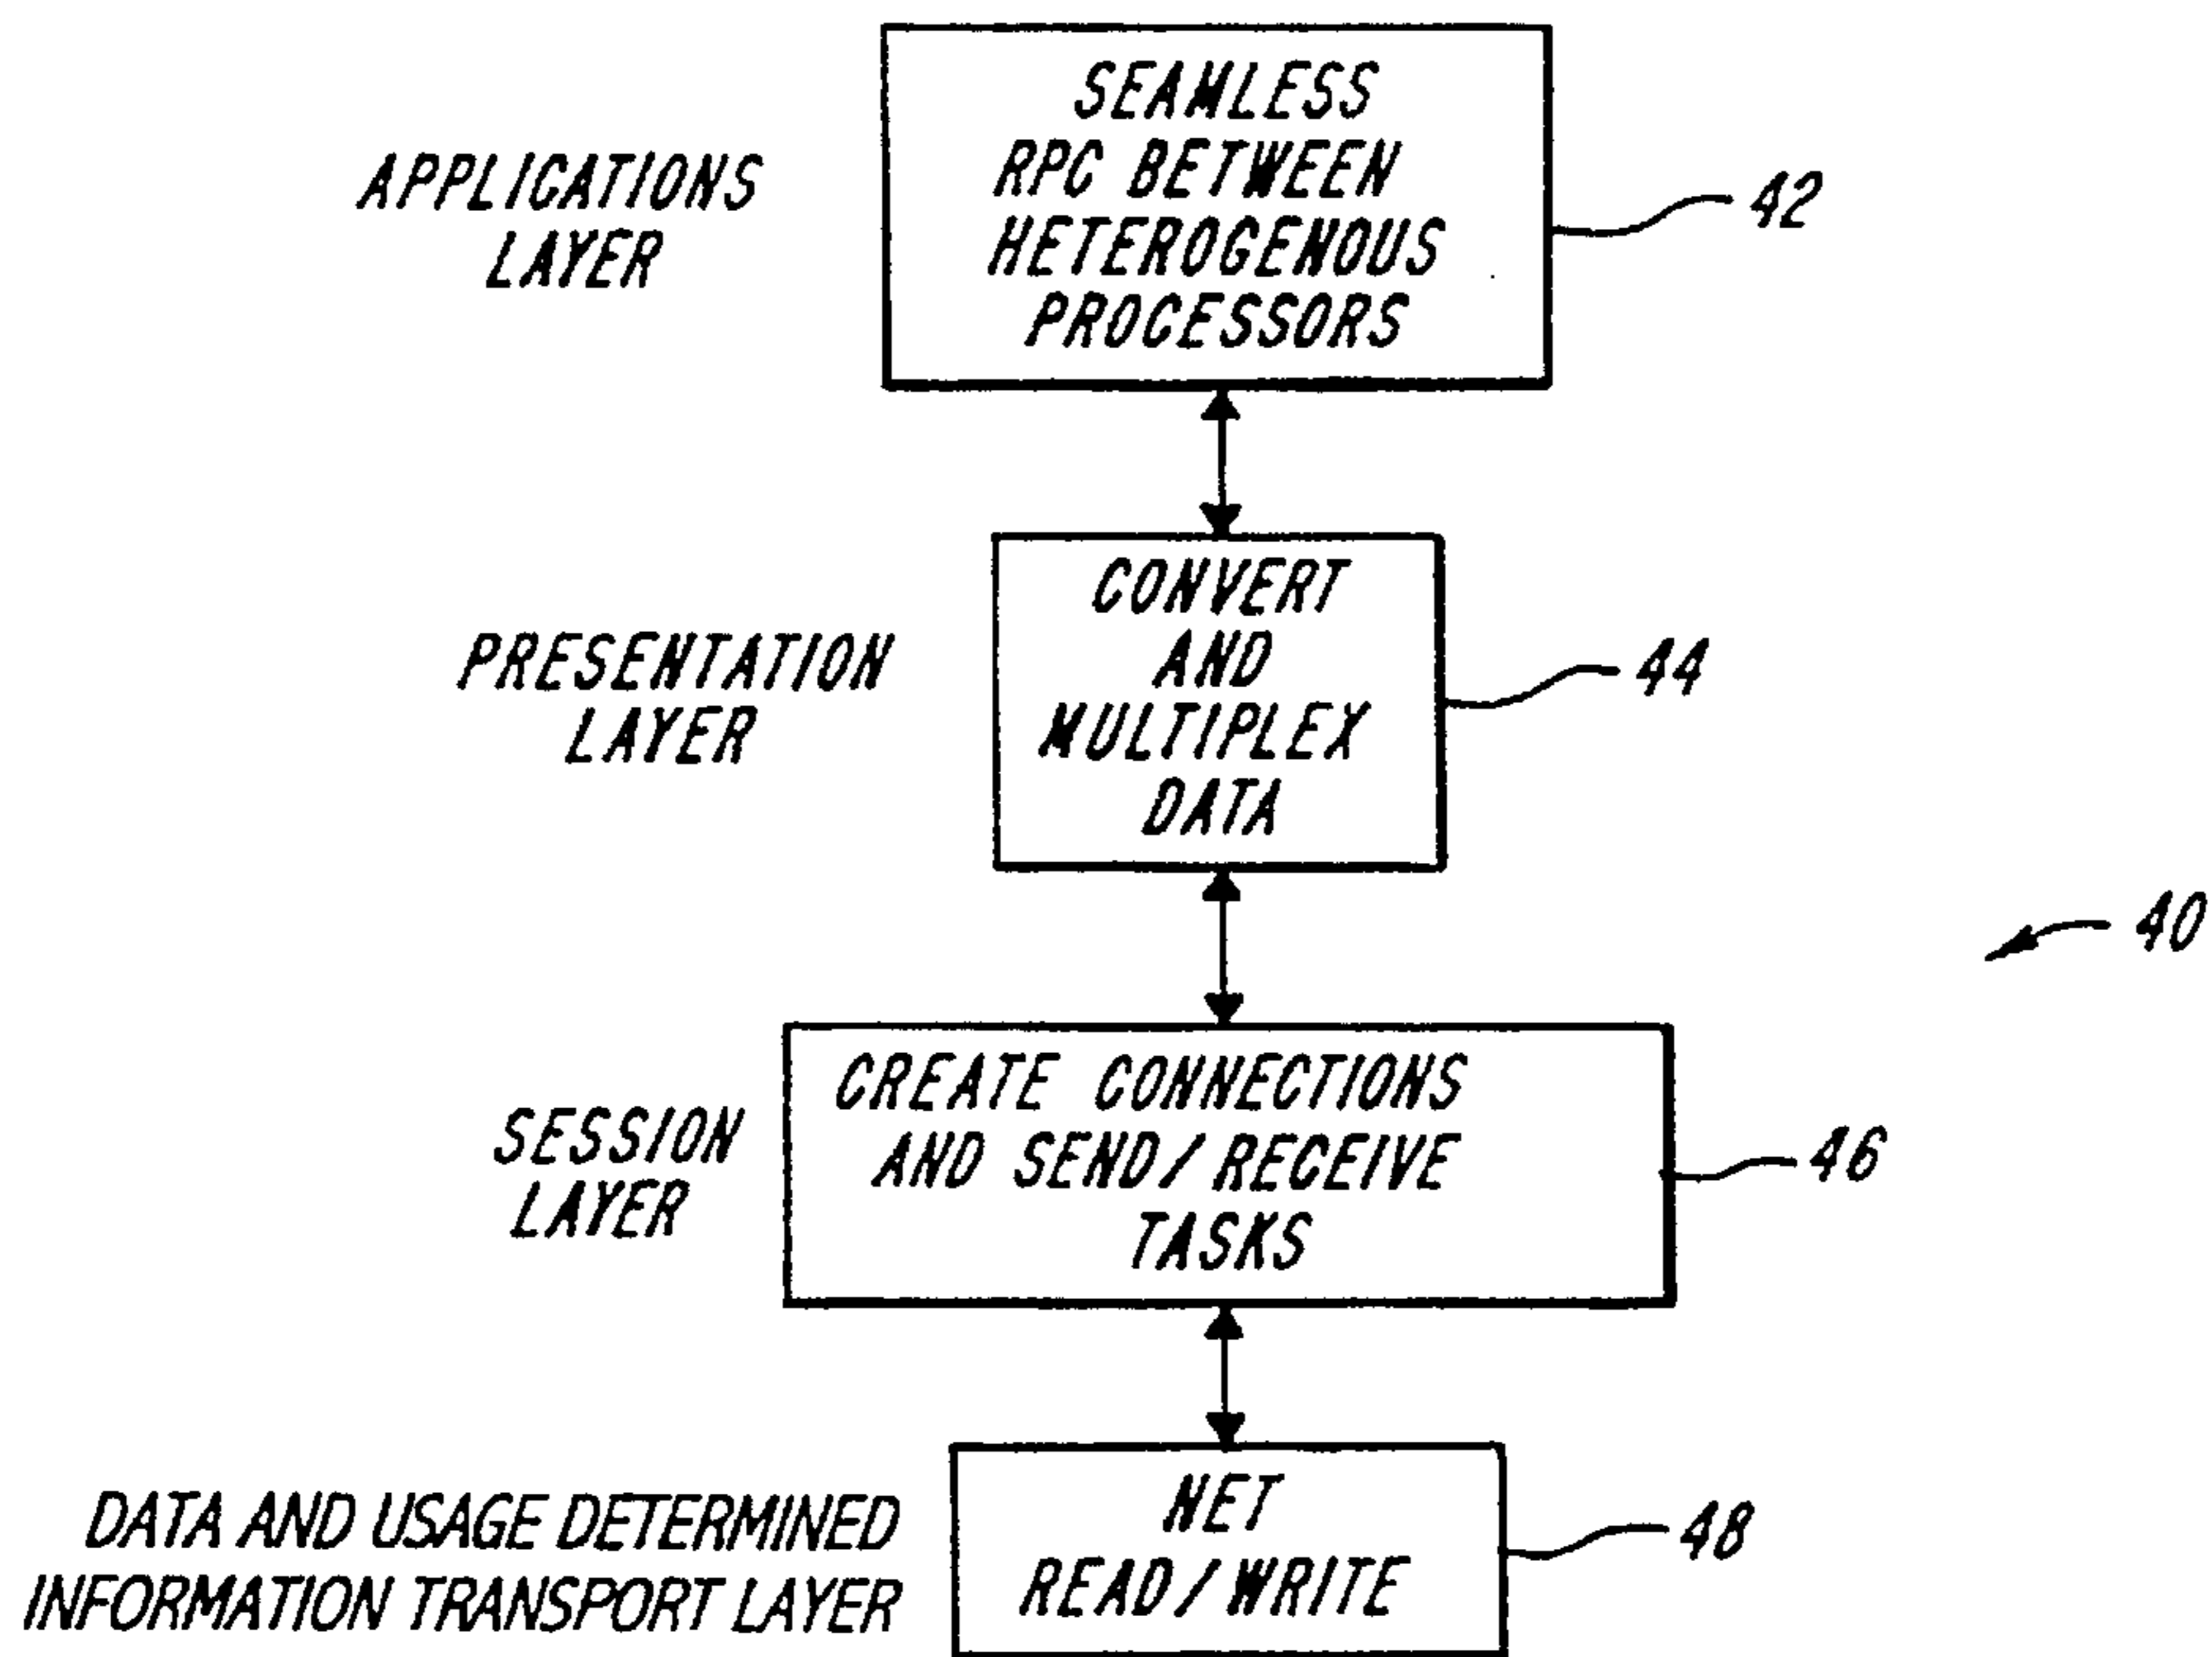 SEAMLESS
RPC BETWEEN
HETEROGENOUS
PROCESSORS
APPLICATIONS
LAYER
42
CONVERT
AND
MULTIPLEX
DATA
PRESENTATION
LAYER
44
40
CREATE CONNECTIONS
AND SEND/RECEIVE
TASKS
SESSION
LAYER
46
NET
READ/WRITE
DATA AND USAGE DETERMINED
INFORMATION TRANSPORT LAYER
48